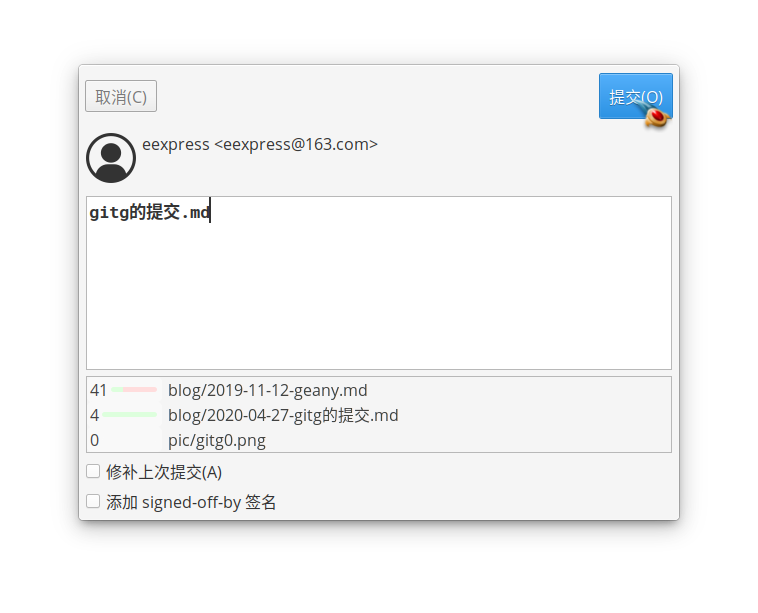 取消(C)
提交(O)
eexpress <eexpress@163.com>
gitg的提交.md
41 blog/2019-11-12-geany.md
4 blog/2020-04-27-gitg的提交.md
0 pic/gitg0.png
修补上次提交(A)
添加 signed-off-by 签名